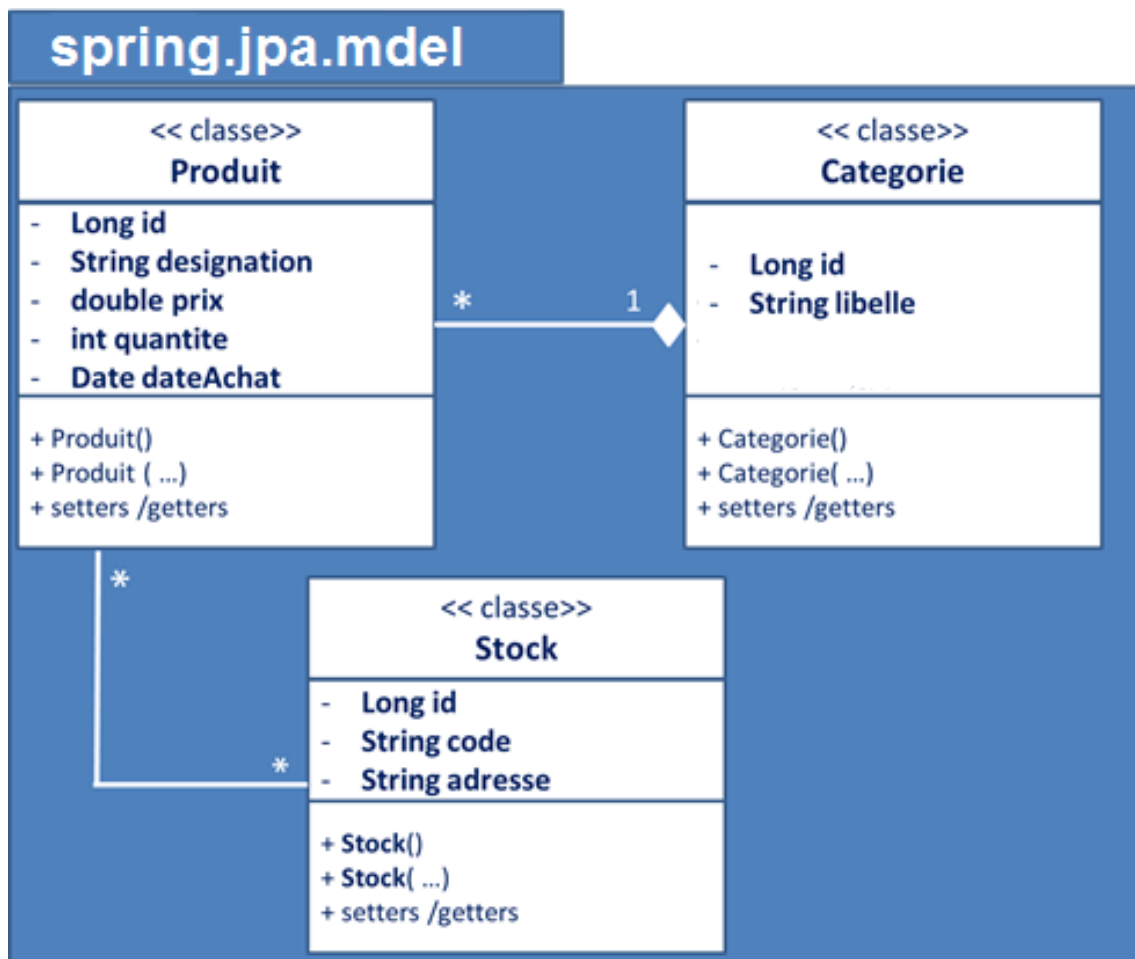 spring.jpa.mdel
<< classe>>
Produit
- Long id
- String designation
- double prix
- int quantite
- Date dateAchat
+ Produit()
+ Produit ( ...)
+ setters /getters
* 1
<< classe>>
Categorie
- Long id
- String libelle
+ Categorie()
+ Categorie( ...)
+ setters /getters
*
*
<< classe>>
Stock
- Long id
- String code
- String adresse
+ Stock()
+ Stock( ...)
+ setters /getters